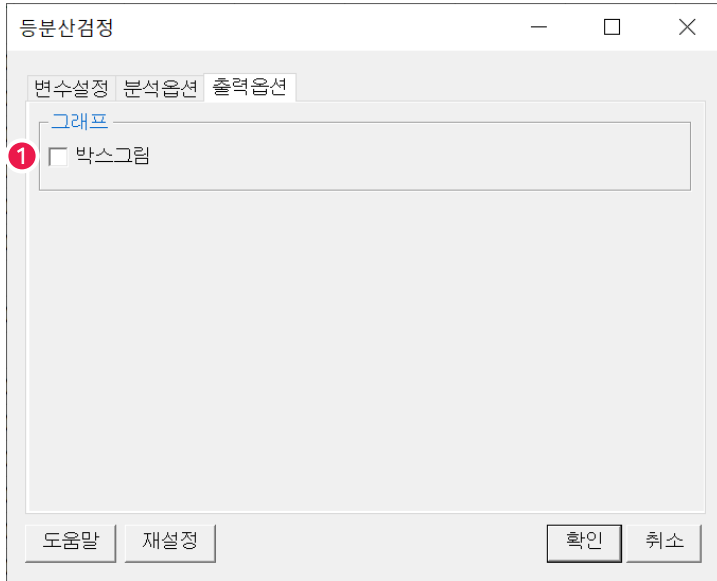 등분산검정
변수설정 분석옵션 출력옵션
그래프
1 박스그림
도움말 재설정 확인 취소